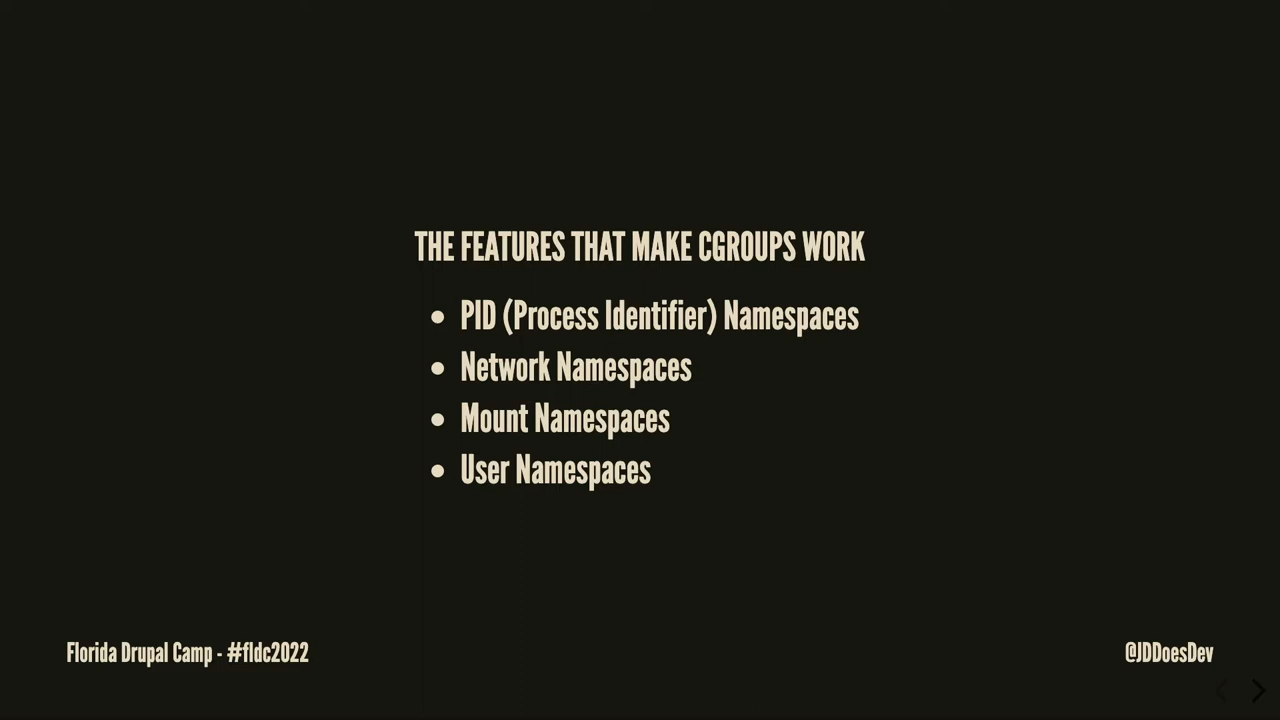 THE FEATURES THAT MAKE CGROUPS WORK
• PID (Process Identifier) Namespaces
• Network Namespaces
• Mount Namespaces
• User Namespaces
Florida Drupal Camp - #fldc2022
@JDDoesDev